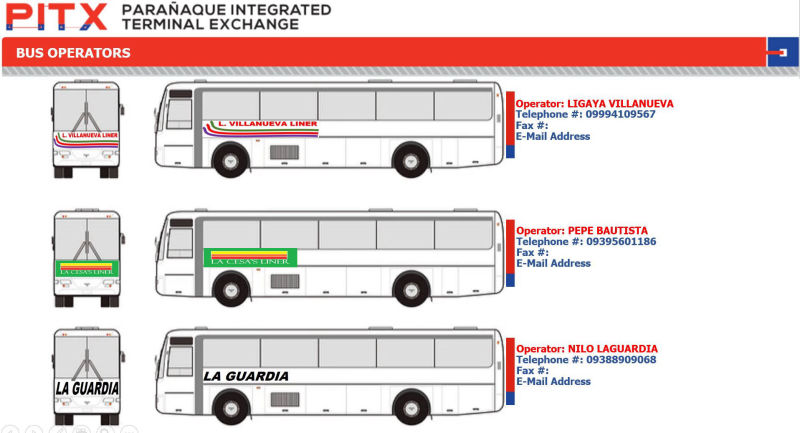 PITX PARAÑAQUE INTEGRATED
TERMINAL EXCHANGE
BUS OPERATORS
L. VILLANUEVA LINER
L. VILLANUEVA LINER
Operator: LIGAYA VILLANUEVA
Telephone #: 09994109567
Fax #:
E-Mail Address
LA CESA'S LINER
LA CESA'S LINER
Operator: PEPE BAUTISTA
Telephone #: 09395601186
Fax #:
E-Mail Address
LA GUARDIA
LA GUARDIA
Operator: NILO LAGUARDIA
Telephone #: 09388909068
Fax #:
E-Mail Address